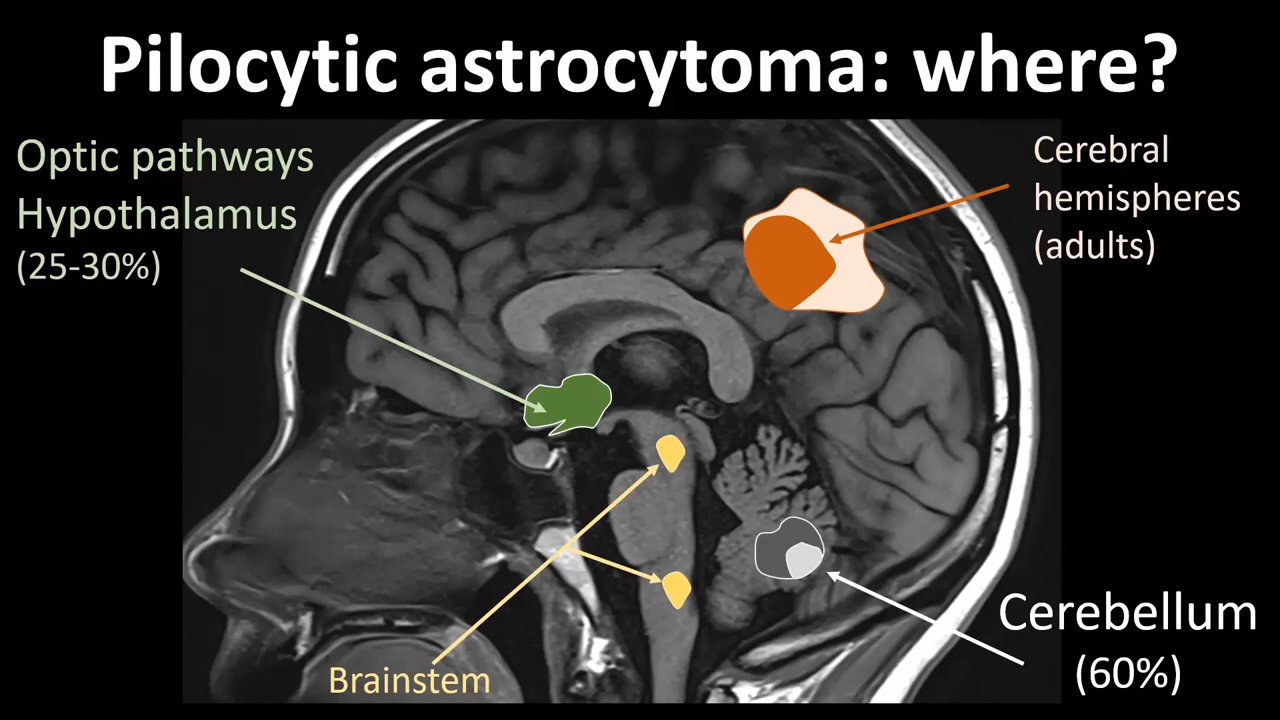 Pilocytic astrocytoma: where?
Optic pathways
Hypothalamus
(25-30%)
Cerebral
hemispheres
(adults)
Brainstem
Cerebellum
(60%)